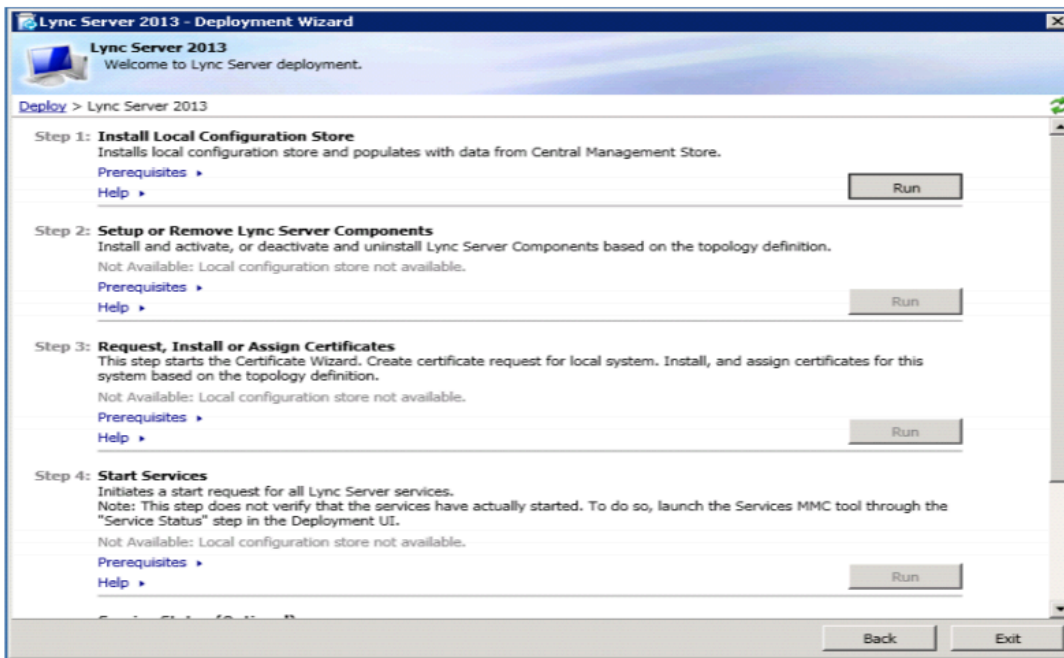 Lync Server 2013 - Deployment Wizard
Lync Server 2013
Welcome to Lync Server deployment.
Deploy > Lync Server 2013
Step 1: Install Local Configuration Store
Installs local configuration store and populates with data from Central Management Store.
Prerequisites ▸
Help ▸
Run
Step 2: Setup or Remove Lync Server Components
Install and activate, or deactivate and uninstall Lync Server Components based on the topology definition.
Not Available: Local configuration store not available.
Prerequisites ▸
Help ▸
Run
Step 3: Request, Install or Assign Certificates
This step starts the Certificate Wizard. Create certificate request for local system. Install, and assign certificates for this
system based on the topology definition.
Not Available: Local configuration store not available.
Prerequisites ▸
Help ▸
Run
Step 4: Start Services
Initiates a start request for all Lync Server services.
Note: This step does not verify that the services have actually started. To do so, launch the Services MMC tool through the
"Service Status" step in the Deployment UI.
Not Available: Local configuration store not available.
Prerequisites ▸
Help ▸
Run
Back
Exit